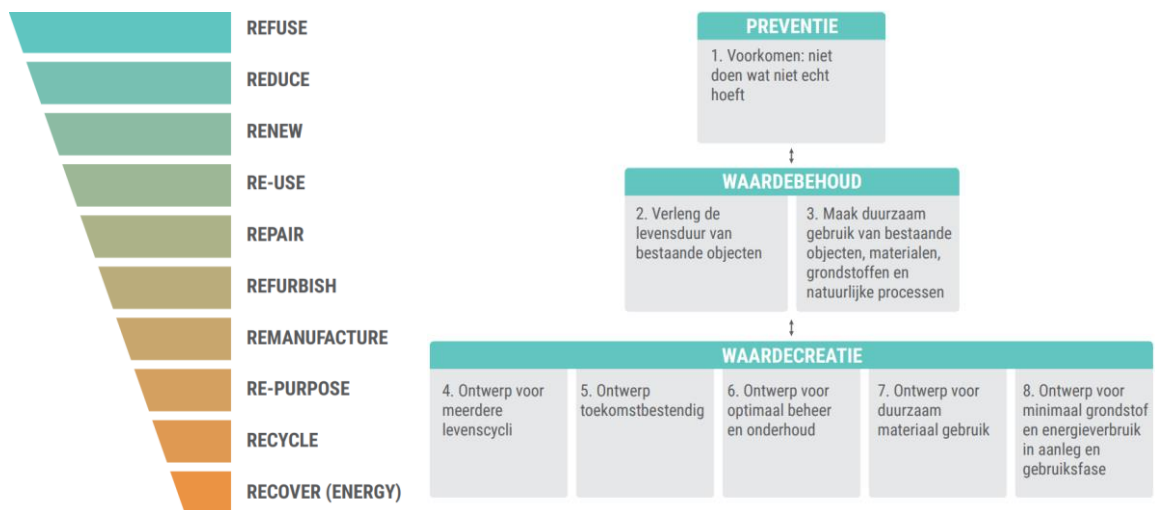 REFUSE
REDUCE
RENEW
RE-USE
REPAIR
REFURBISH
REMANUFACTURE
RE-PURPOSE
RECYCLE
RECOVER (ENERGY)
PREVENTIE
1. Voorkomen: niet
doen wat niet echt
hoeft
WAARDEBEHOUD
2. Verleng de
levensduur van
bestaande objecten
3. Maak duurzaam
gebruik van bestaande
objecten, materialen,
grondstoffen en
natuurlijke processen
WAARDECREATIE
4. Ontwerp voor
meerdere
levenscycli
5. Ontwerp
toekomstbestendig
6. Ontwerp voor
optimaal beheer
en onderhoud
7. Ontwerp voor
duurzaam
materiaal gebruik
8. Ontwerp voor
minimaal grondstof
en energieverbruik
in aanleg en
gebruiksfase